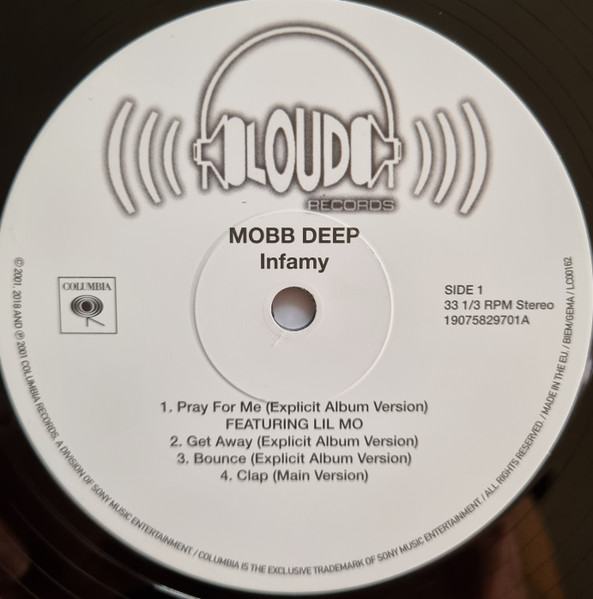 LOUD
RECORDS
MOBB DEEP
Infamy
COLUMBIA
SIDE 1
33 1/3 RPM Stereo
19075829701A
1. Pray For Me (Explicit Album Version)
FEATURING LIL MO
2. Get Away (Explicit Album Version)
3. Bounce (Explicit Album Version)
4. Clap (Main Version)
© 2001, 2018 AND ℗ 2001 COLUMBIA RECORDS, A DIVISION OF SONY MUSIC ENTERTAINMENT. / COLUMBIA IS THE EXCLUSIVE TRADEMARK OF SONY MUSIC ENTERTAINMENT. / ALL RIGHTS RESERVED. / MADE IN THE EU. / BIEM/GEMA / LC00162